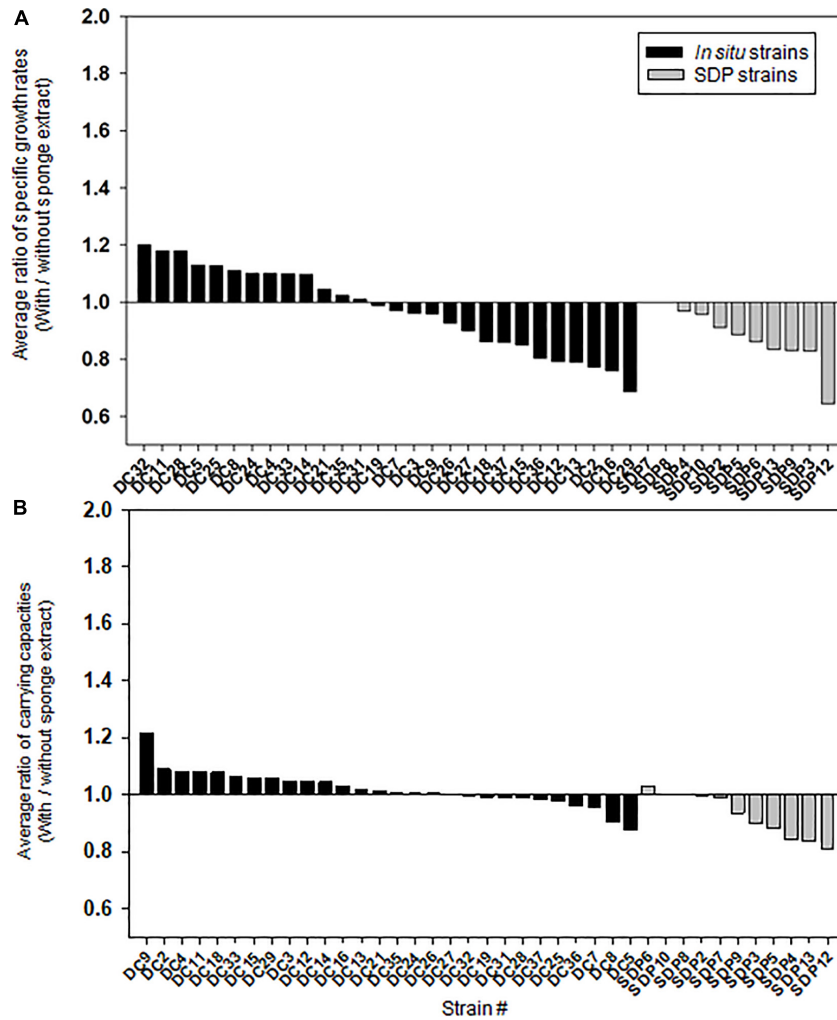 A
Average ratio of specific growth rates
(With / without sponge extract)
2.0
1.8
1.6
1.4
1.2
1.0
0.8
0.6
In situ strains
SDP strains
DC32
DC11
DC28
DC5
DC25
DC8
DC24
DC4
DC33
DC14
DC21
DC35
DC31
DC19
DC7
DC3
DC9
DC26
DC27
DC18
DC37
DC15
DC36
DC12
DC13
DC2
DC16
DC29
SDP7
SDP8
SDP4
SDP10
SDP2
SDP5
SDP6
SDP13
SDP9
SDP3
SDP12
B
Average ratio of carrying capacities
(With / without sponge extract)
2.0
1.8
1.6
1.4
1.2
1.0
0.8
0.6
DC9
DC2
DC4
DC11
DC18
DC33
DC15
DC29
DC3
DC12
DC14
DC16
DC13
DC21
DC35
DC24
DC26
DC27
DC32
DC19
DC31
DC28
DC37
DC25
DC36
DC7
DC8
DC5
SDP6
SDP10
SDP8
SDP2
SDP7
SDP9
SDP3
SDP5
SDP4
SDP13
SDP12
Strain #